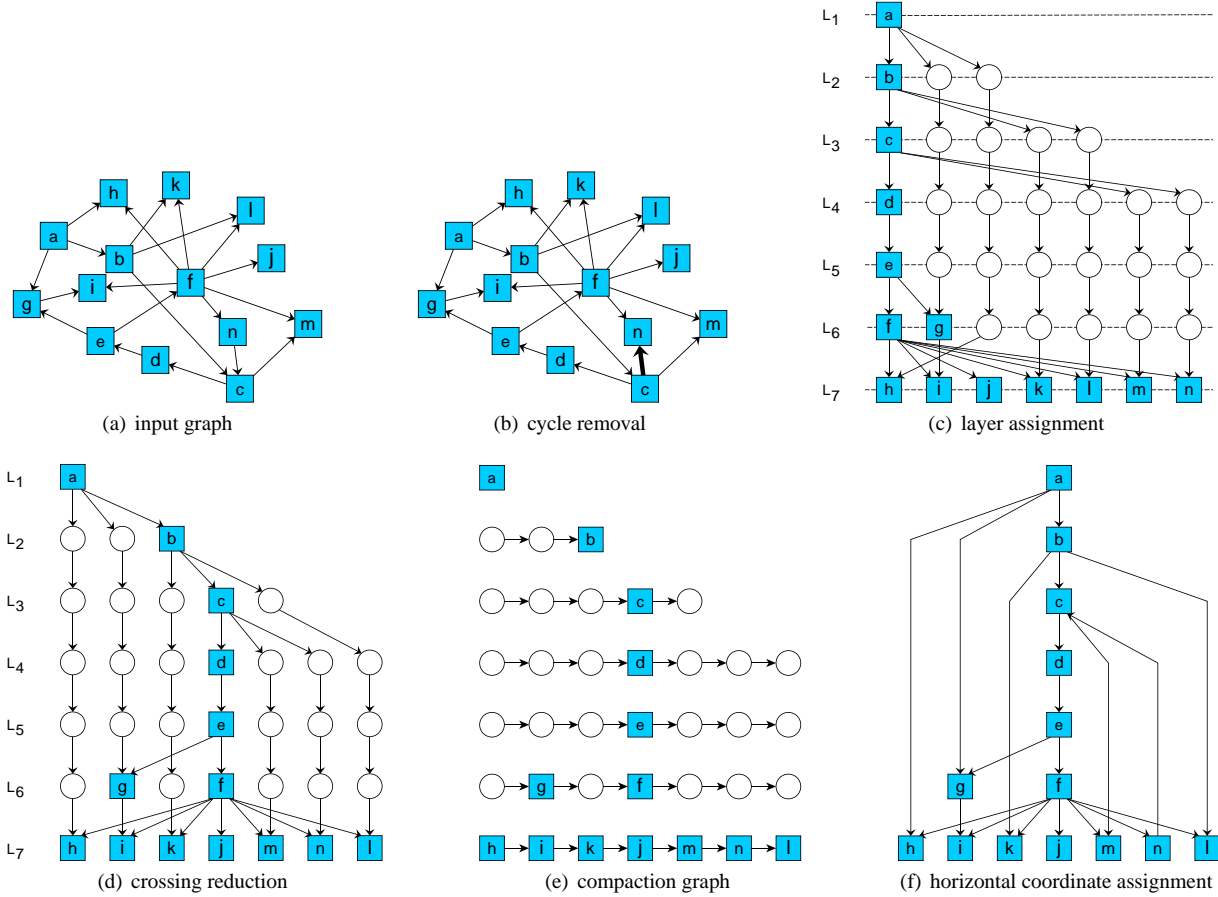 h
k
l
a
b
j
f
i
g
n
m
e
d
c
(a) input graph
h
k
l
a
b
j
f
i
g
n
m
e
d
c
(b) cycle removal
L1
a
L2
b
L3
c
L4
d
L5
e
L6
f g
L7
h i j k l m n
(c) layer assignment
L1
a
L2
b
L3
c
L4
d
L5
e
L6
g f
L7
h i k j m n l
(d) crossing reduction
a
b
c
d
e
g f
h i k j m n l
(e) compaction graph
a
b
c
d
e
g f
h i k j m n l
(f) horizontal coordinate assignment